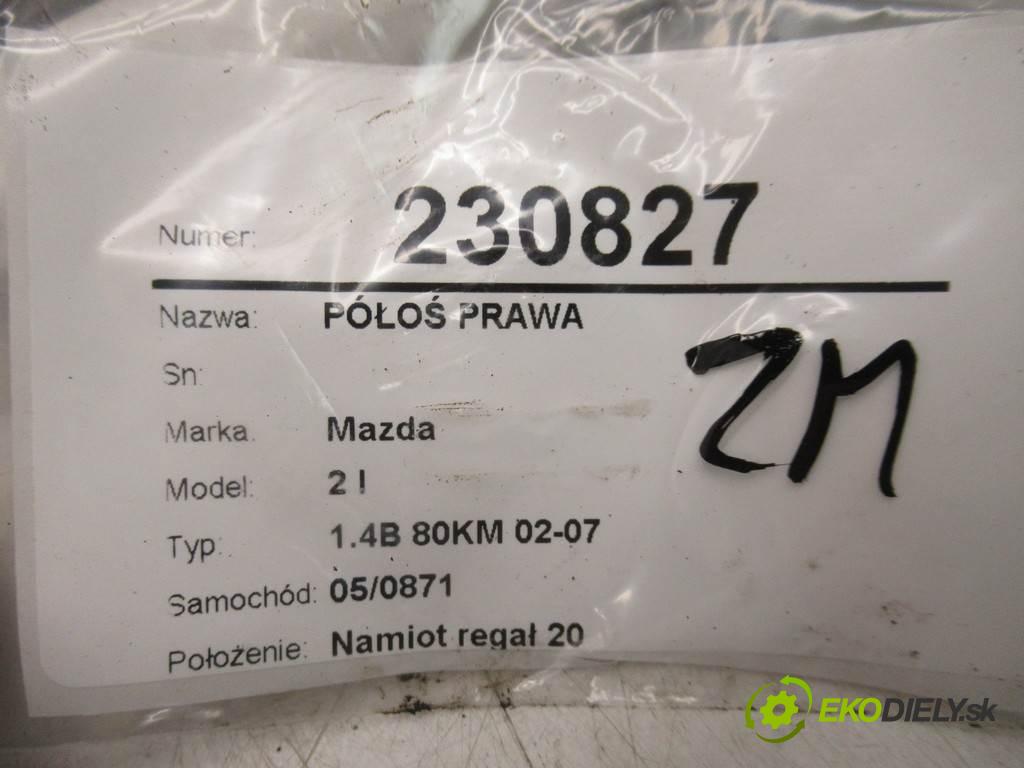 Numer: 230827
Nazwa: PÓŁOŚ PRAWA
Sn:
Marka: Mazda
Model: 2 I
Typ: 1.4B 80KM 02-07
Samochód: 05/0871
Położenie: Namiot regał 20
ZM
EKODIELY.sk